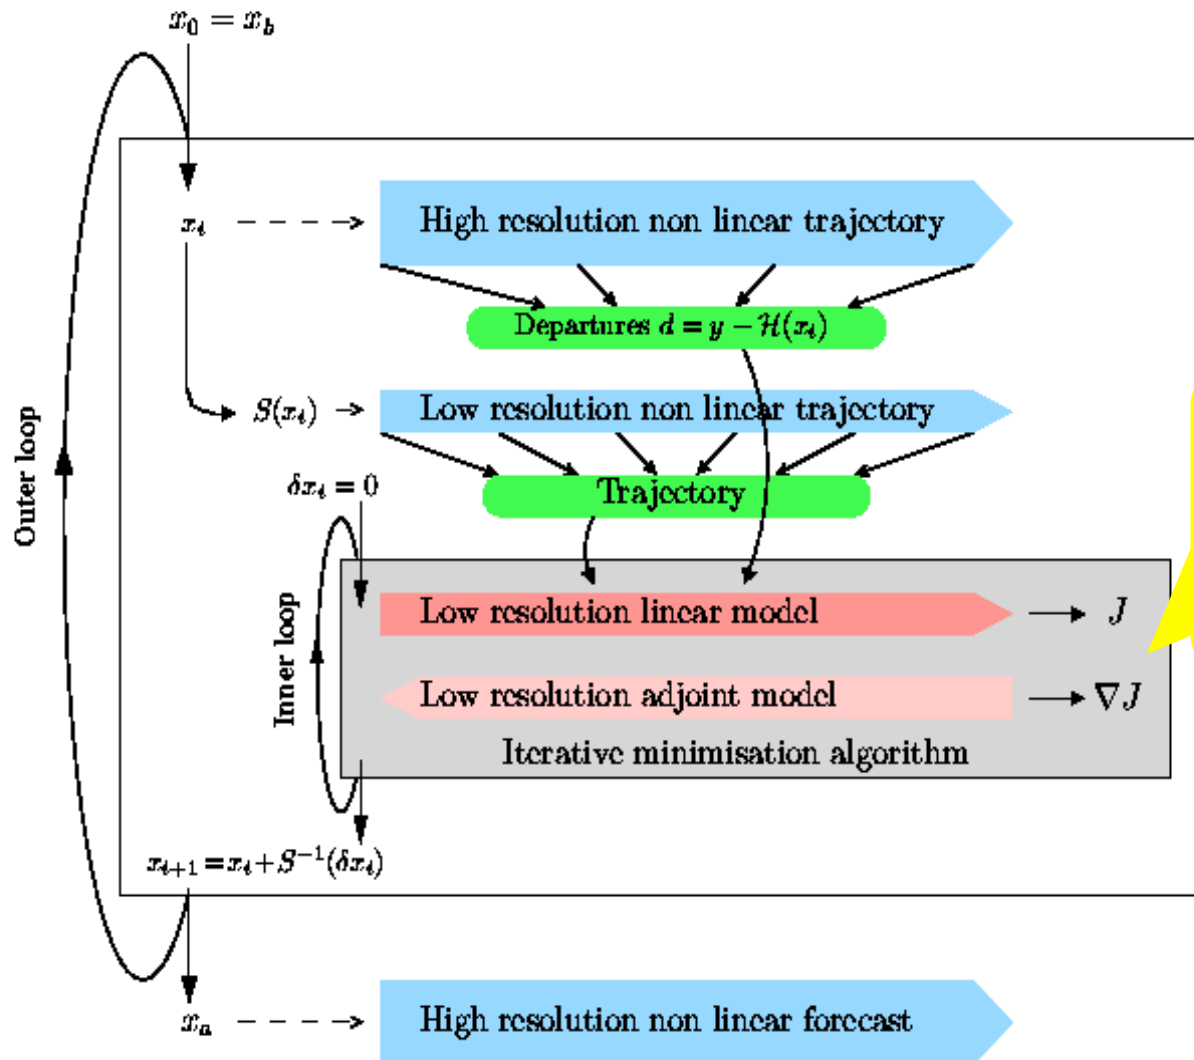 x₀ = x_b
x_i
High resolution non linear trajectory
Departures d = y − ℋ(x_i)
S(x_i)
Low resolution non linear trajectory
δx_i = 0
Trajectory
Outer loop
Inner loop
Low resolution linear model
J
Low resolution adjoint model
∇J
Iterative minimisation algorithm
x_{i+1} = x_i + S⁻¹(δx_i)
x_a
High resolution non linear forecast